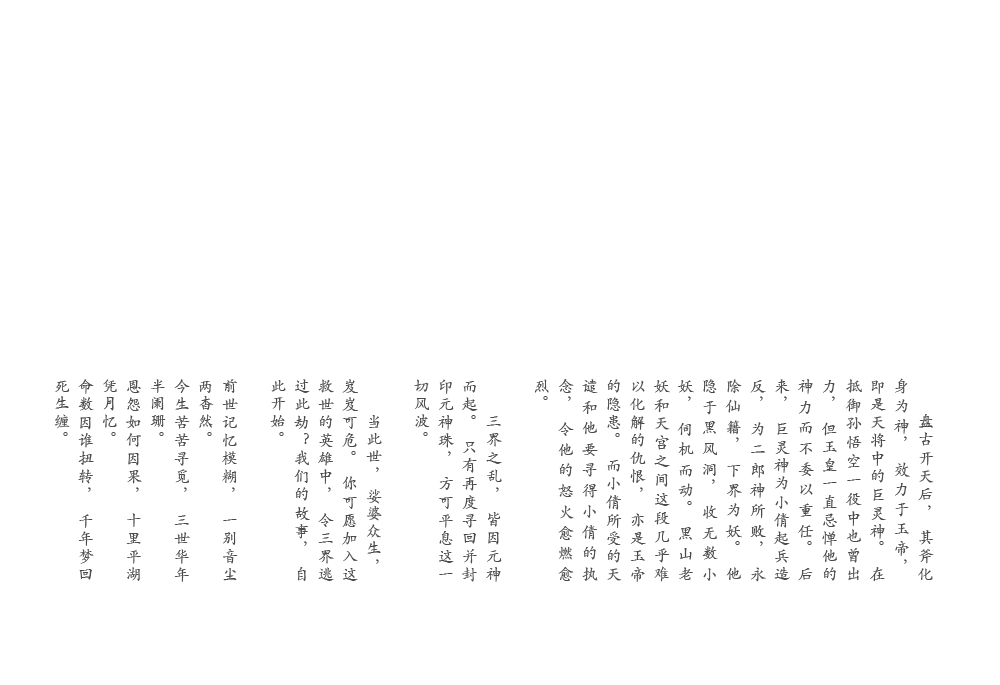 盘古开天后，其斧化
身为神，效力于玉帝，
即是天将中的巨灵神。在
抵御孙悟空一役中也曾出
力，但玉皇一直忌惮他的
神力而不委以重任。后
来，巨灵神为小倩起兵造
反，为二郎神所败，永
除仙籍，下界为妖。他
隐于黑风洞，收无数小
妖，伺机而动。黑山老
妖和天宫之间这段几乎难
以化解的仇恨，亦是玉帝
的隐患。而小倩所受的天
谴和他要寻得小倩的执
念，令他的怒火愈燃愈
烈。
三界之乱，皆因元神
而起。只有再度寻回并封
印元神珠，方可平息这一
切风波。
当此世，娑婆众生，
岌岌可危。你可愿加入这
救世的英雄中，令三界逃
过此劫？我们的故事，自
此开始。
前世记忆模糊，一别音尘
两杳然。
今生苦苦寻觅，三世华年
半阑珊。
恩怨如何因果，十里平湖
凭月忆。
命数因谁扭转，千年梦回
死生缠。